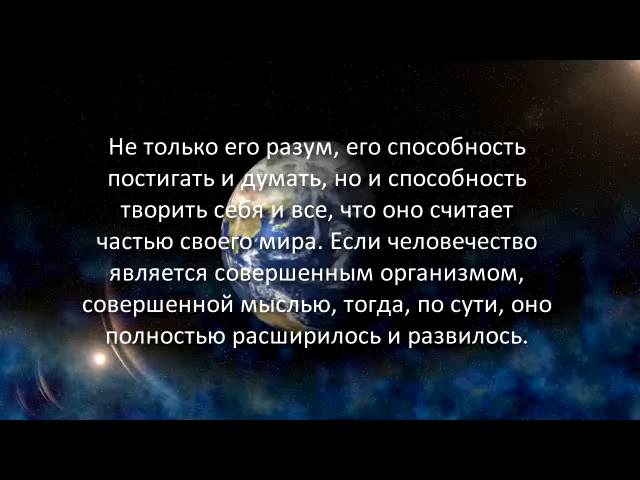 Не только его разум, его способность
постигать и думать, но и способность
творить себя и все, что оно считает
частью своего мира. Если человечество
является совершенным организмом,
совершенной мыслью, тогда, по сути, оно
полностью расширилось и развилось.